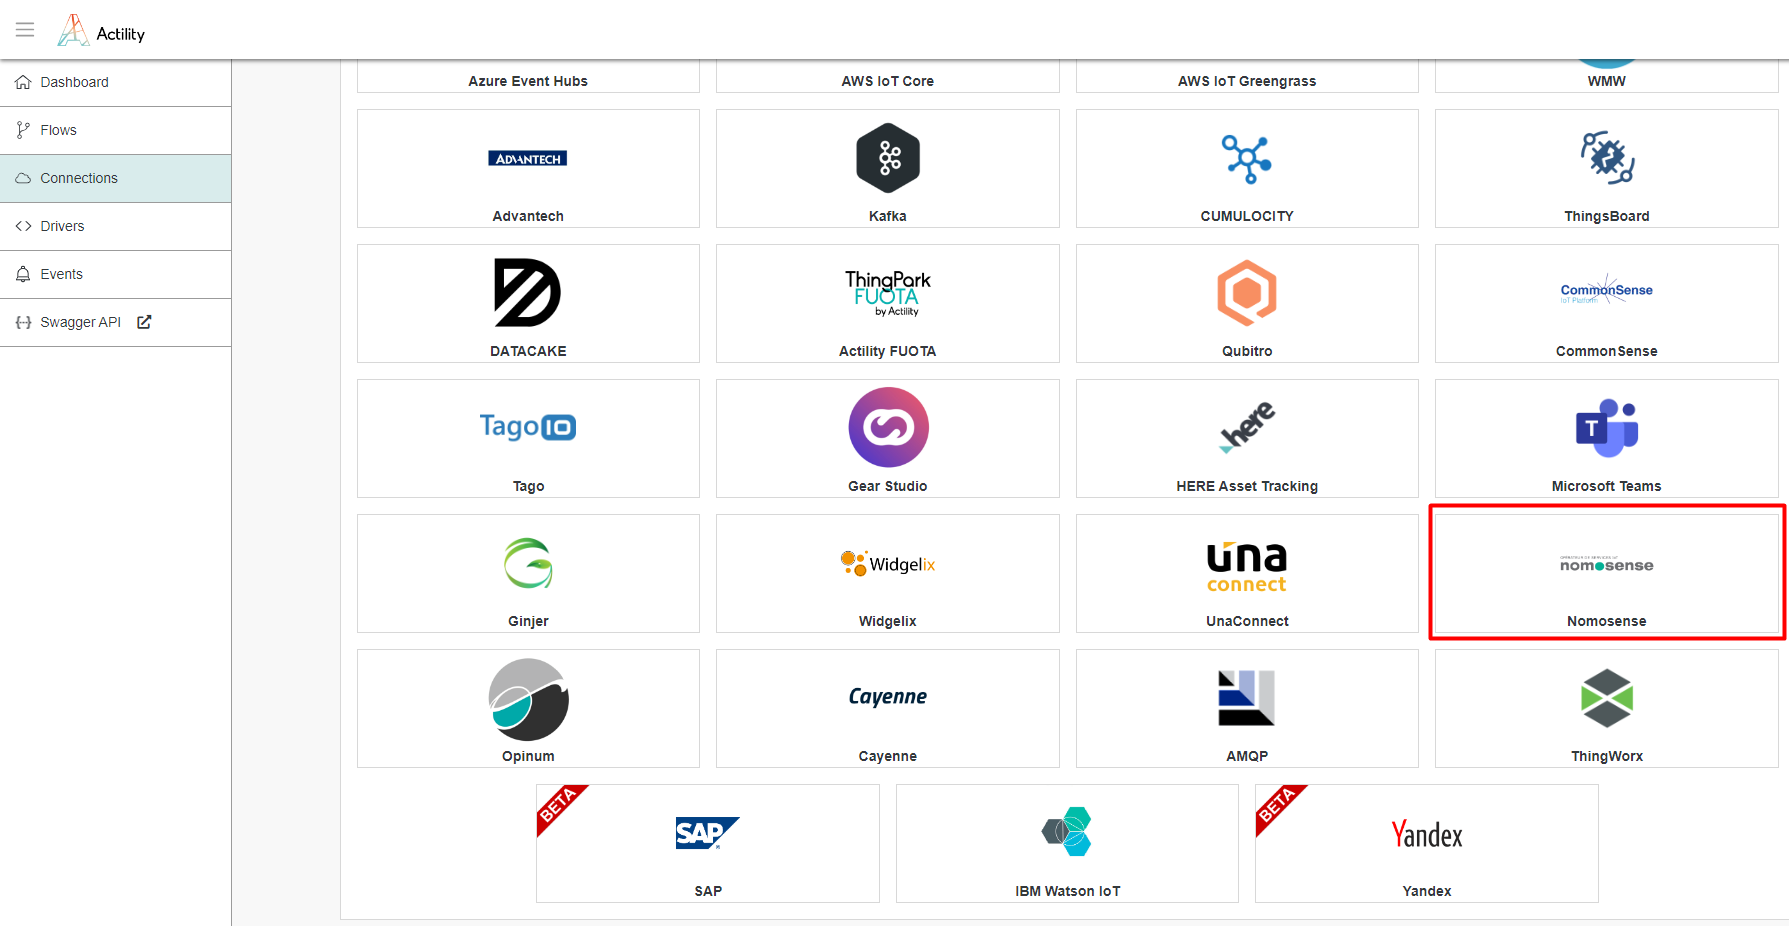 Actility
Dashboard
Flows
Connections
Drivers
Events
Swagger API
Azure Event Hubs
AWS IoT Core
AWS IoT Greengrass
WMW
ADVANTECH
Advantech
Kafka
CUMULOCITY
ThingsBoard
DATACAKE
ThingPark
FUOTA
by Actility
Actility FUOTA
Qubitro
CommonSense
IoT Platform
CommonSense
Tago IO
Tago
Gear Studio
here
HERE Asset Tracking
T
Microsoft Teams
Ginjer
Widgelix
Widgelix
una
connect
UnaConnect
nomosense
Nomosense
Opinum
Cayenne
Cayenne
AMQP
ThingWorx
BETA
SAP
SAP
IBM Watson IoT
BETA
Yandex
Yandex